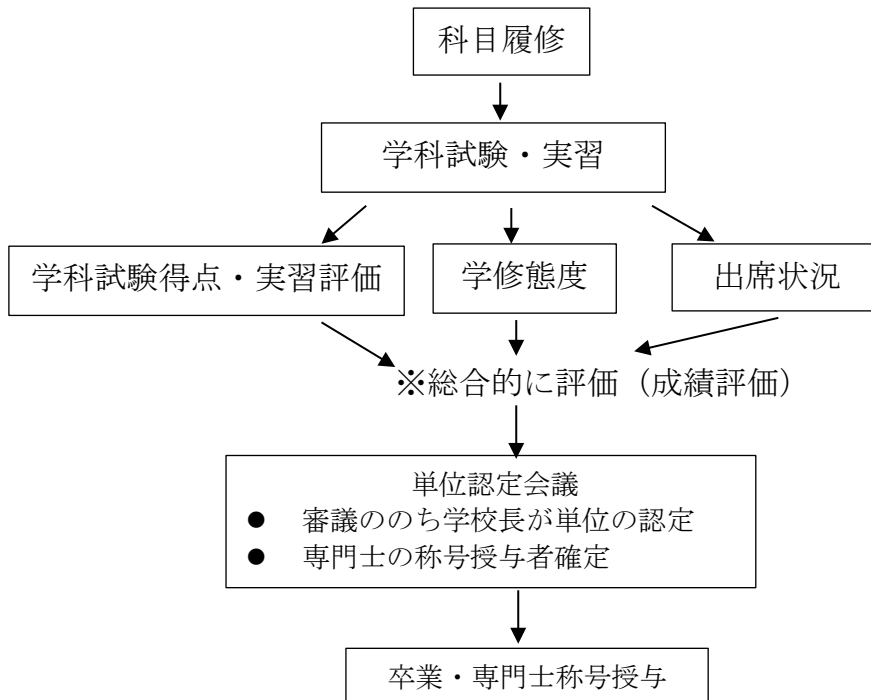 科目履修
学科試験・実習
学科試験得点・実習評価
学修態度
出席状況
※総合的に評価（成績評価）
単位認定会議
● 審議ののち学校長が単位の認定
● 専門士の称号授与者確定
卒業・専門士称号授与